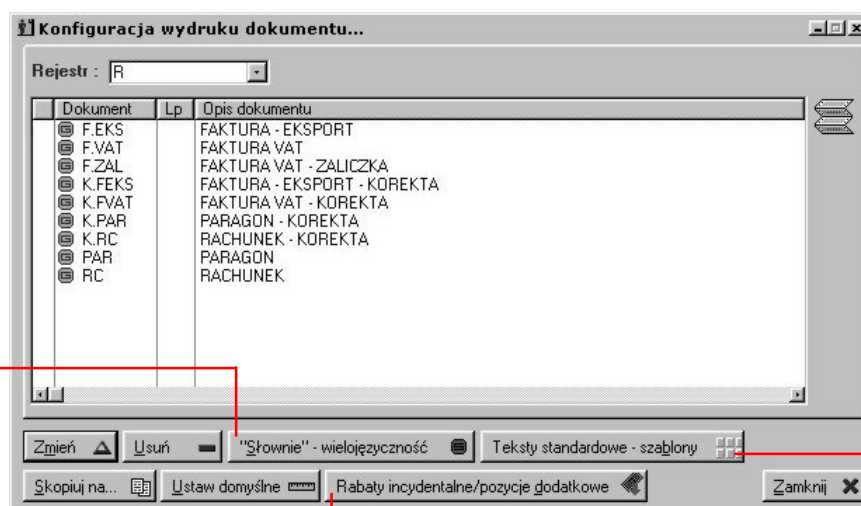 Konfiguracja wydruku dokumentu...
Rejestr : R
Dokument Lp Opis dokumentu
F.EKS FAKTURA - EKSPORT
F.VAT FAKTURA VAT
F.ZAL FAKTURA VAT - ZALICZKA
K.FEKS FAKTURA - EKSPORT - KOREKTA
K.FVAT FAKTURA VAT - KOREKTA
K.PAR PARAGON - KOREKTA
K.RC RACHUNEK - KOREKTA
PAR PARAGON
RC RACHUNEK
Zmień Usuń "Słownie" - wielojęzyczność Teksty standardowe - szablony
Skopiuj na... Ustaw domyślne Rabaty incydentalne/pozycje dodatkowe Zamknij